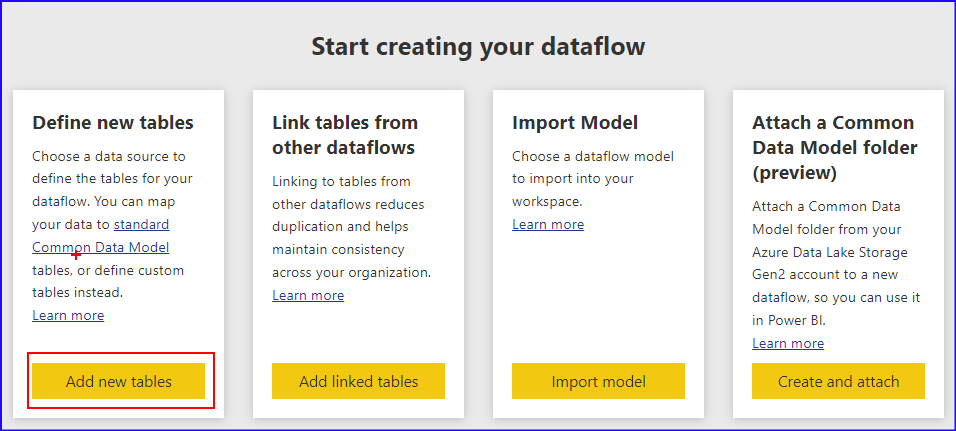 Start creating your dataflow
Define new tables
Choose a data source to
define the tables for your
dataflow. You can map
your data to standard
Common Data Model
tables, or define custom
tables instead.
Learn more
Add new tables
Link tables from
other dataflows
Linking to tables from
other dataflows reduces
duplication and helps
maintain consistency
across your organization.
Learn more
Add linked tables
Import Model
Choose a dataflow model
to import into your
workspace.
Learn more
Import model
Attach a Common
Data Model folder
(preview)
Attach a Common Data
Model folder from your
Azure Data Lake Storage
Gen2 account to a new
dataflow, so you can use it
in Power BI.
Learn more
Create and attach